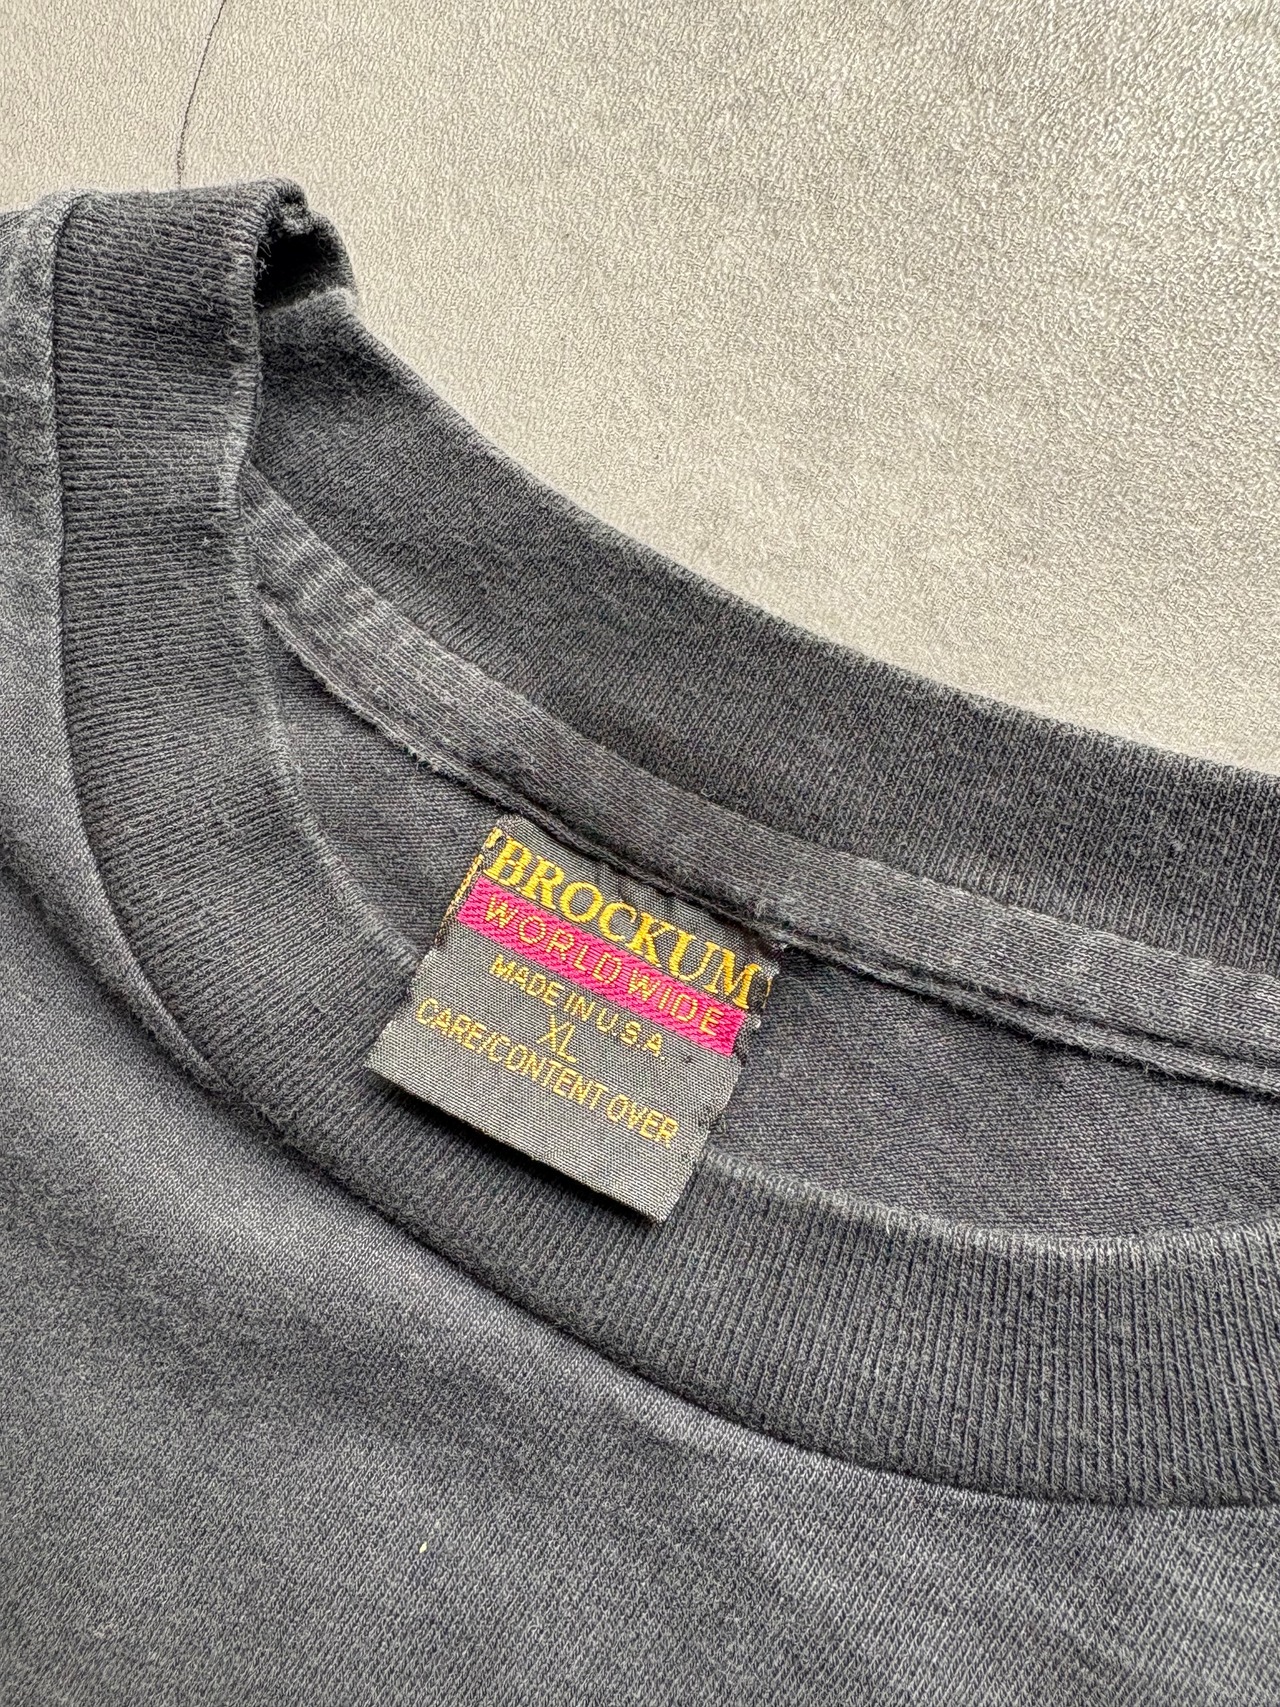 BROCKUM
WORLDWIDE
MADE IN U.S.A.
XL
CARE/CONTENT OVER